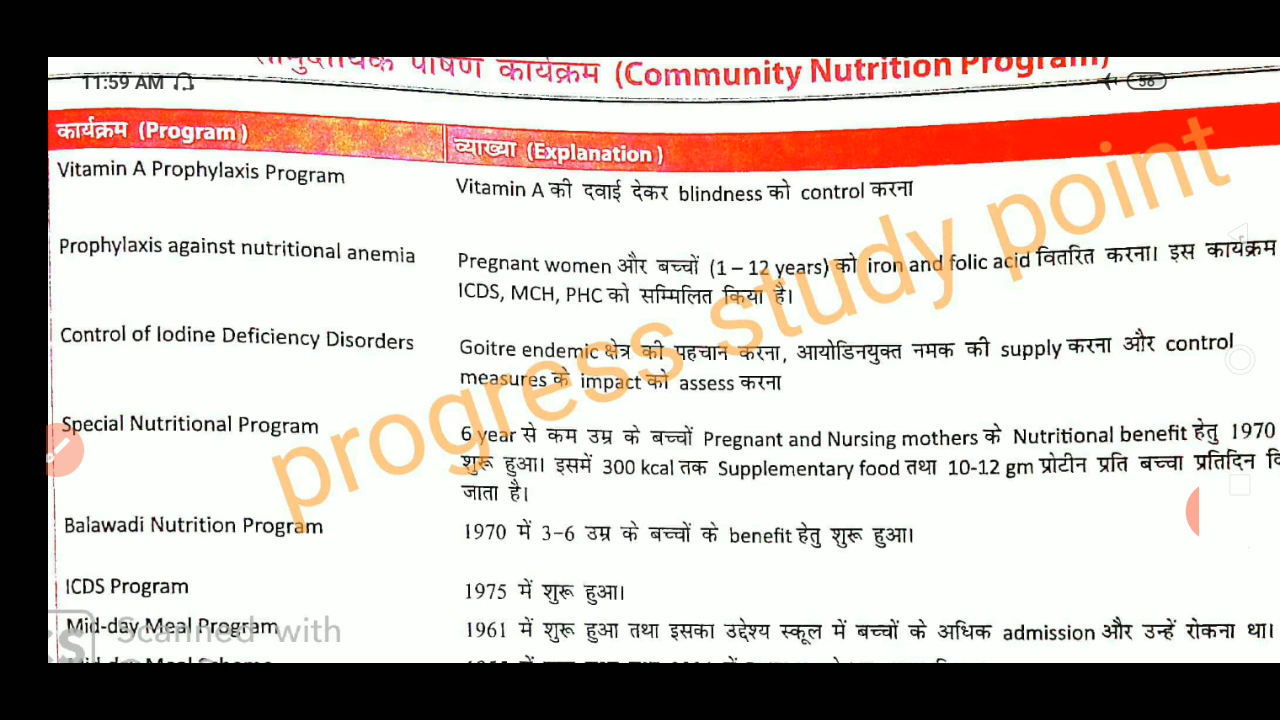 सामुदायिक पोषण कार्यक्रम (Community Nutrition Program)
11:59 AM
56
कार्यक्रम (Program)
व्याख्या (Explanation)
Vitamin A Prophylaxis Program
Vitamin A की दवाई देकर blindness को control करना
Prophylaxis against nutritional anemia
Pregnant women और बच्चों (1 – 12 years) को iron and folic acid वितरित करना। इस कार्यक्रम
ICDS, MCH, PHC को सम्मिलित किया है।
Control of Iodine Deficiency Disorders
Goitre endemic क्षेत्र की पहचान करना, आयोडिनयुक्त नमक की supply करना और control
measures के impact को assess करना
Special Nutritional Program
6 year से कम उम्र के बच्चों Pregnant and Nursing mothers के Nutritional benefit हेतु 1970
शुरू हुआ। इसमें 300 kcal तक Supplementary food तथा 10-12 gm प्रोटीन प्रति बच्चा प्रतिदिन
जाता है।
Balawadi Nutrition Program
1970 में 3-6 उम्र के बच्चों के benefit हेतु शुरू हुआ।
ICDS Program
1975 में शुरू हुआ।
Mid-day Meal Program
1961 में शुरू हुआ तथा इसका उद्देश्य स्कूल में बच्चों के अधिक admission और उन्हें रोकना था।
progress study point
CS Scanned with